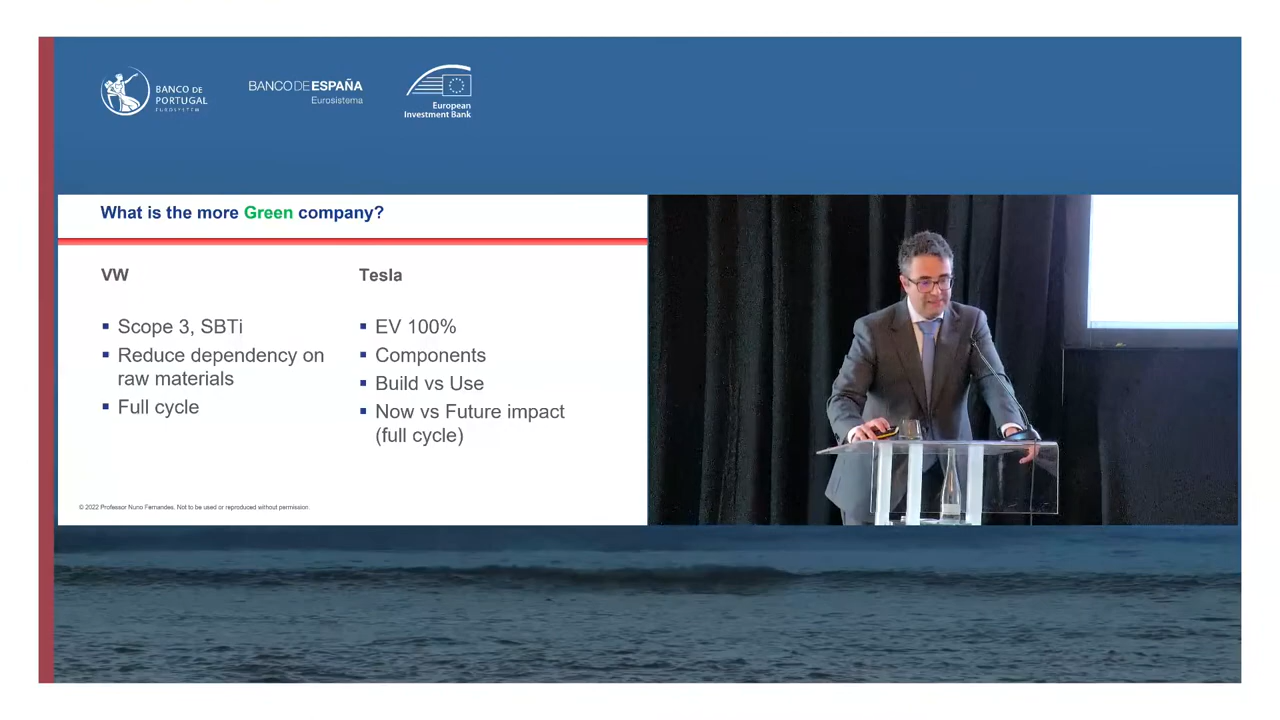 BANCO DE
PORTUGAL
EUROSISTEMA
BANCO DE ESPAÑA
Eurosistema
European
Investment Bank
What is the more Green company?
VW
Scope 3, SBTi
Reduce dependency on
raw materials
Full cycle
Tesla
EV 100%
Components
Build vs Use
Now vs Future impact
(full cycle)
© 2022 Professor Nuno Fernandes. Not to be used or reproduced without permission.